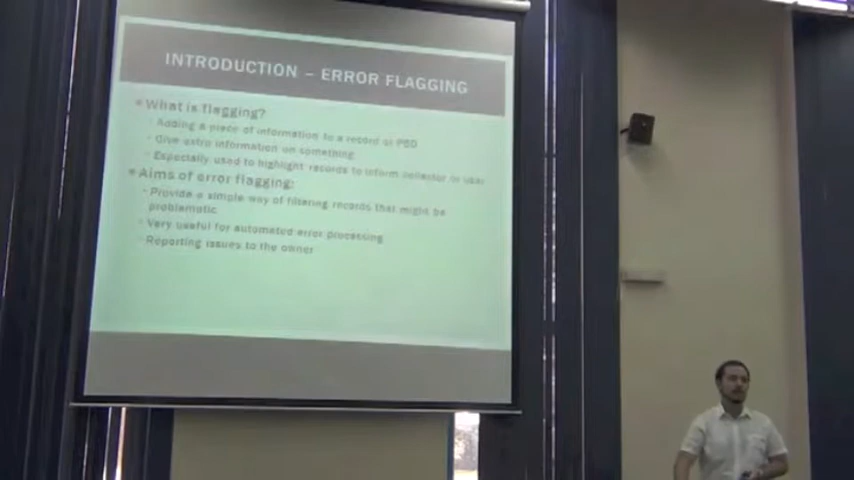 INTRODUCTION – ERROR FLAGGING
What is flagging?
Adding a piece of information to a record or PBD
Give extra information on something
Especially used to highlight records to inform collector or user
Aims of error flagging:
Provide a simple way of filtering records that might be
problematic
Very useful for automated error processing
Reporting issues to the owner